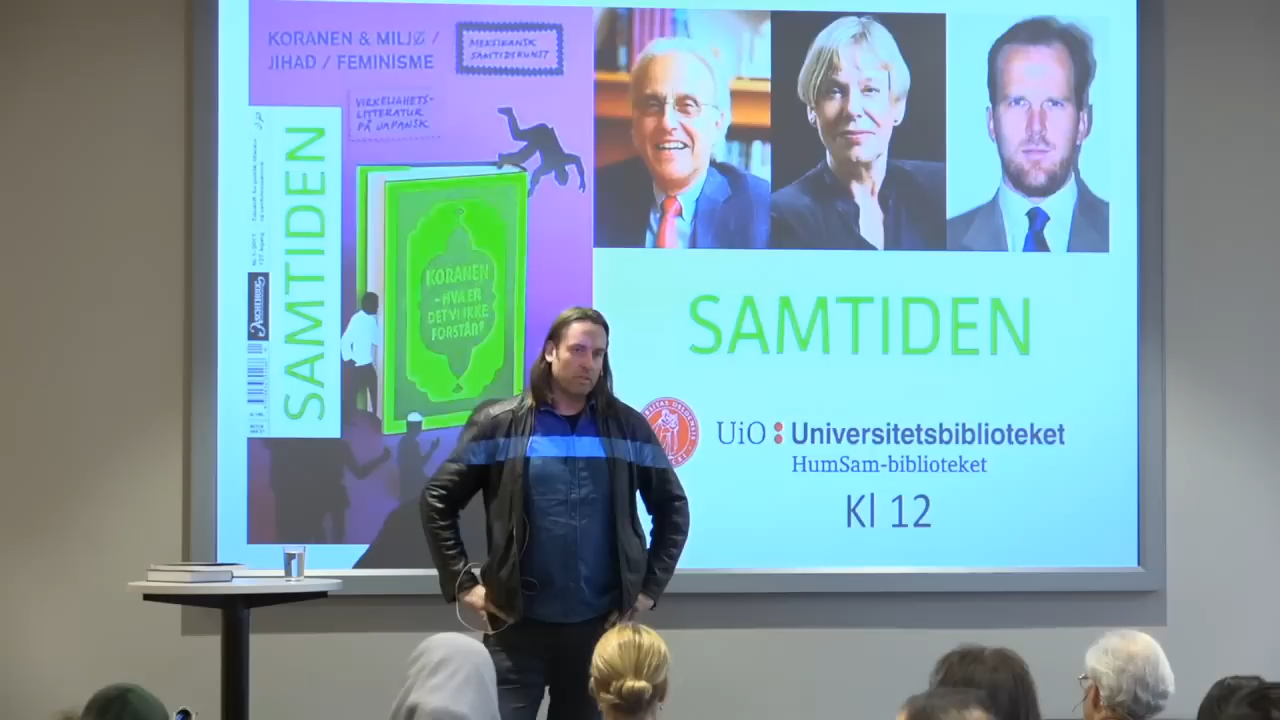 KORANEN & MILJØ /
JIHAD / FEMINISME
MEKSIKANSK
SAMTIDSKUNST
VIRKELIGHETS-
LITTERATUR
PÅ JAPANSK
SAMTIDEN
ASCHEHOUG
KORANEN
- HVA ER
DET VI IKKE
FORSTÅR?
SAMTIDEN
UiO : Universitetsbiblioteket
HumSam-biblioteket
Kl 12